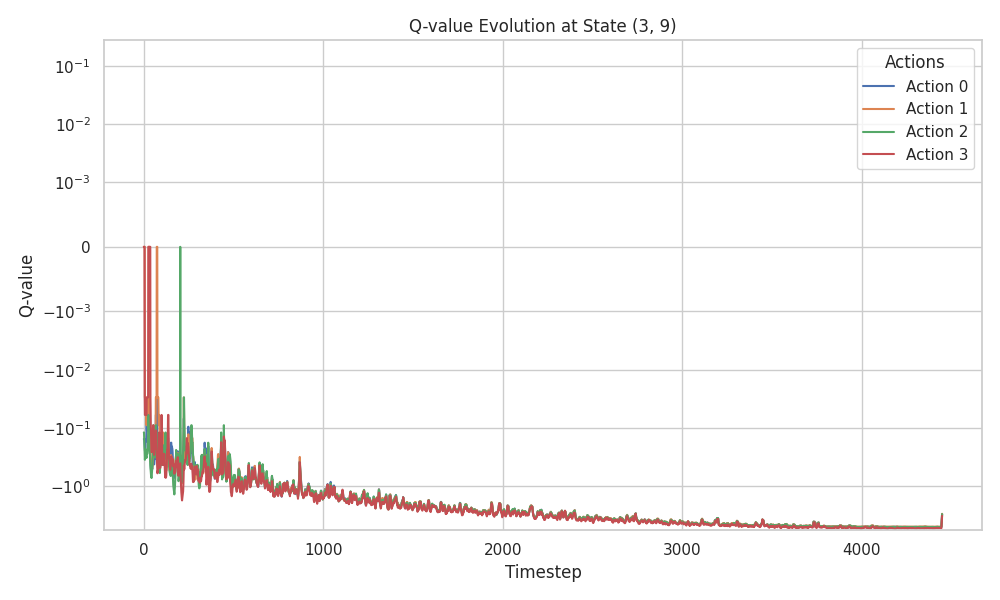 Q-value Evolution at State (3, 9)
Actions
Action 0
Action 1
Action 2
Action 3
10⁻¹
10⁻²
10⁻³
0
−10⁻³
−10⁻²
−10⁻¹
−10⁰
Q-value
0 1000 2000 3000 4000
Timestep